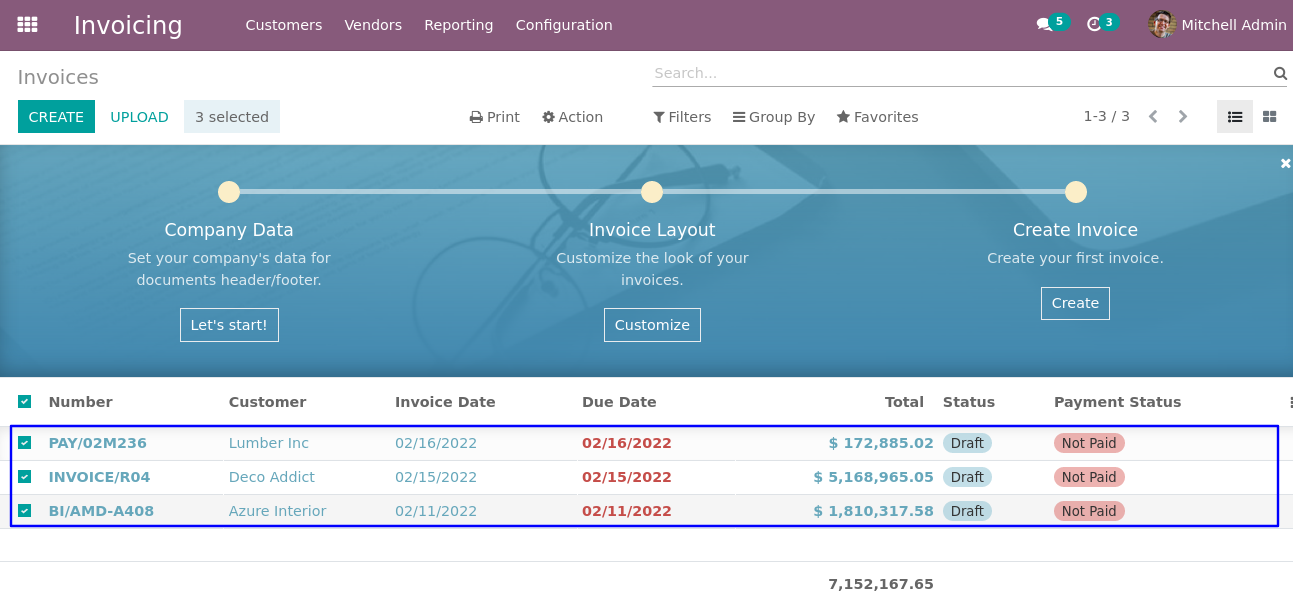 Invoicing Customers Vendors Reporting Configuration 5 3 Mitchell Admin
Invoices Search...
CREATE UPLOAD 3 selected Print Action Filters Group By Favorites 1-3 / 3
Company Data
Set your company's data for
documents header/footer.
Let's start!
Invoice Layout
Customize the look of your
invoices.
Customize
Create Invoice
Create your first invoice.
Create
Number Customer Invoice Date Due Date Total Status Payment Status
PAY/02M236 Lumber Inc 02/16/2022 02/16/2022 $ 172,885.02 Draft Not Paid
INVOICE/R04 Deco Addict 02/15/2022 02/15/2022 $ 5,168,965.05 Draft Not Paid
BI/AMD-A408 Azure Interior 02/11/2022 02/11/2022 $ 1,810,317.58 Draft Not Paid
7,152,167.65